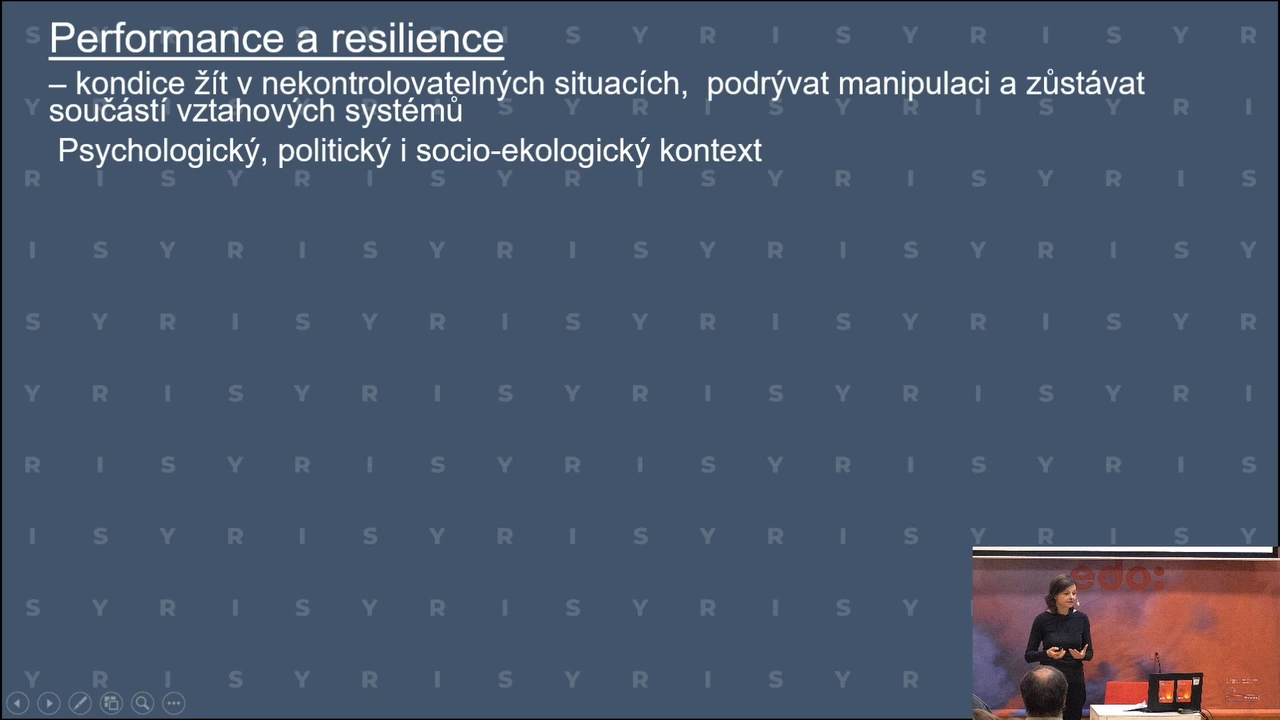 Performance a resilience
– kondice žít v nekontrolovatelných situacích,  podrývat manipulaci a zůstávat
součástí vztahových systémů
Psychologický, politický i socio-ekologický kontext
S Y R I S Y R I S Y R I S Y R I S Y R
Y R I S Y R I S Y R I S Y R I S Y R I
R I S Y R I S Y R I S Y R I S Y R I S
I S Y R I S Y R I S Y R I S Y R I S Y
S Y R I S Y R I S Y R I S Y R I S Y R
Y R I S Y R I S Y R I S Y R I S Y R I
R I S Y R I S Y R I S Y R I S Y R I S
I S Y R I S Y R I S Y R I S Y R I S Y
S Y R I S Y R I S Y R I S Y
Y R I S Y R I S Y R I S Y R